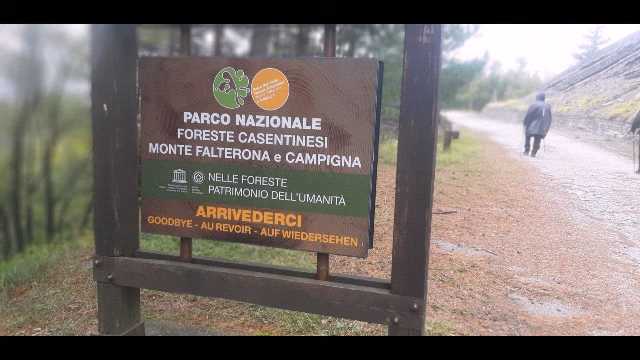 PARCO NAZIONALE
FORESTE CASENTINESI
MONTE FALTERONA e CAMPIGNA
NELLE FORESTE
PATRIMONIO DELL'UMANITÀ
ARRIVEDERCI
GOODBYE - AU REVOIR - AUF WIEDERSEHEN